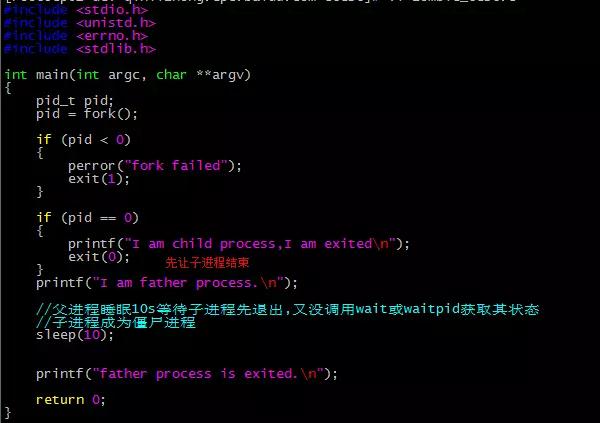 #include <stdio.h>
#include <unistd.h>
#include <errno.h>
#include <stdlib.h>
int main(int argc, char **argv)
{
pid_t pid;
pid = fork();
if (pid < 0)
{
perror("fork failed");
exit(1);
}
if (pid == 0)
{
printf("I am child process,I am exited\n");
exit(0); 先让子进程结束
}
printf("I am father process.\n");
//父进程睡眠10s等待子进程先退出,又没调用wait或waitpid获取其状态
//子进程成为僵尸进程
sleep(10);
printf("father process is exited.\n");
return 0;
}